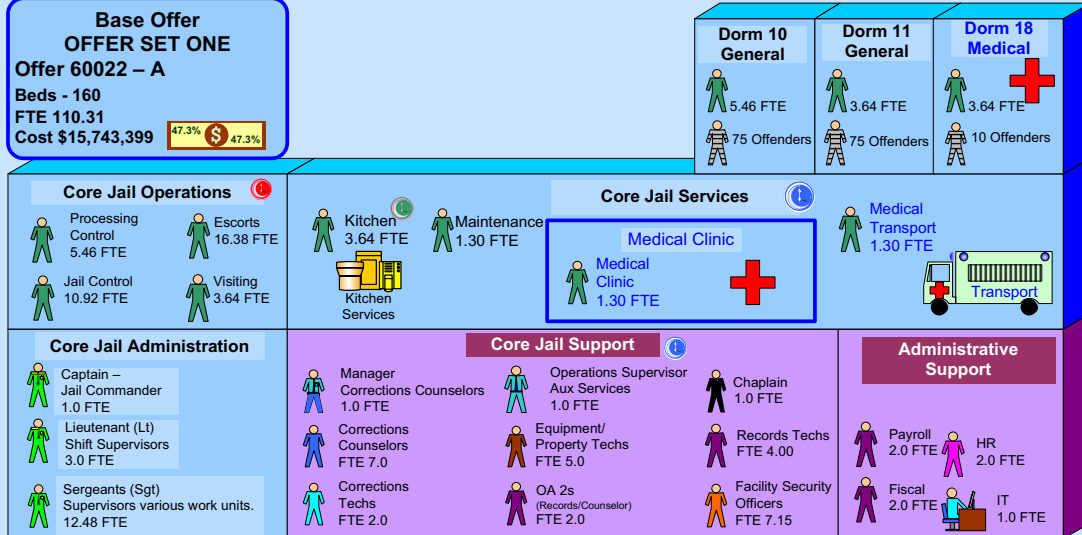 Base Offer
OFFER SET ONE
Offer 60022 – A
Beds - 160
FTE 110.31
Cost $15,743,399
47.3%
$
47.3%
Dorm 10
General
5.46 FTE
75 Offenders
Dorm 11
General
3.64 FTE
75 Offenders
Dorm 18
Medical
3.64 FTE
10 Offenders
Core Jail Operations
Processing
Control
5.46 FTE
Escorts
16.38 FTE
Jail Control
10.92 FTE
Visiting
3.64 FTE
Core Jail Services
Kitchen
3.64 FTE
Kitchen
Services
Maintenance
1.30 FTE
Medical Clinic
Medical
Clinic
1.30 FTE
Medical
Transport
1.30 FTE
Transport
Core Jail Administration
Captain –
Jail Commander
1.0 FTE
Lieutenant (Lt)
Shift Supervisors
3.0 FTE
Sergeants (Sgt)
Supervisors various work units.
12.48 FTE
Core Jail Support
Manager
Corrections Counselors
1.0 FTE
Operations Supervisor
Aux Services
1.0 FTE
Chaplain
1.0 FTE
Corrections
Counselors
FTE 7.0
Equipment/
Property Techs
FTE 5.0
Records Techs
FTE 4.00
Corrections
Techs
FTE 2.0
OA 2s
(Records/Counselor)
FTE 2.0
Facility Security
Officers
FTE 7.15
Administrative
Support
Payroll
2.0 FTE
HR
2.0 FTE
Fiscal
2.0 FTE
IT
1.0 FTE